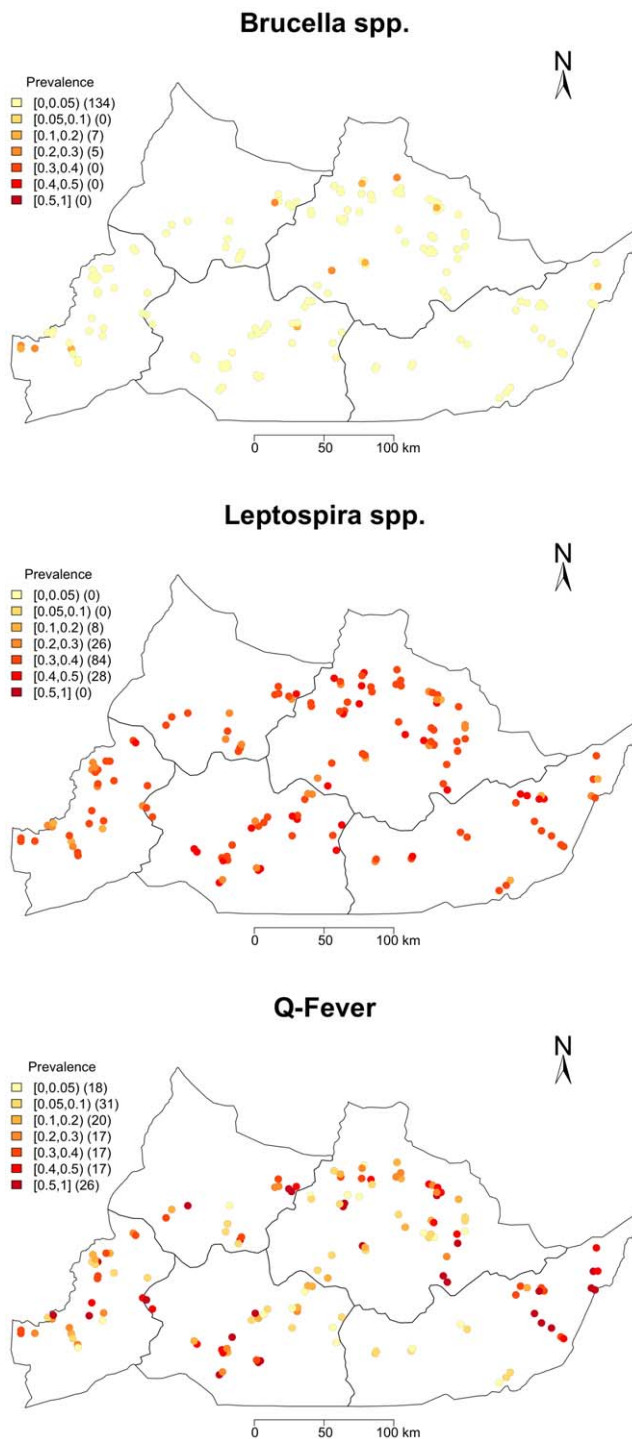 Brucella spp.
N
Prevalence
[0,0.05) (134)
[0.05,0.1) (0)
[0.1,0.2) (7)
[0.2,0.3) (5)
[0.3,0.4) (0)
[0.4,0.5) (0)
[0.5,1] (0)
0 50 100 km
Leptospira spp.
N
Prevalence
[0,0.05) (0)
[0.05,0.1) (0)
[0.1,0.2) (8)
[0.2,0.3) (26)
[0.3,0.4) (84)
[0.4,0.5) (28)
[0.5,1] (0)
0 50 100 km
Q-Fever
N
Prevalence
[0,0.05) (18)
[0.05,0.1) (31)
[0.1,0.2) (20)
[0.2,0.3) (17)
[0.3,0.4) (17)
[0.4,0.5) (17)
[0.5,1] (26)
0 50 100 km